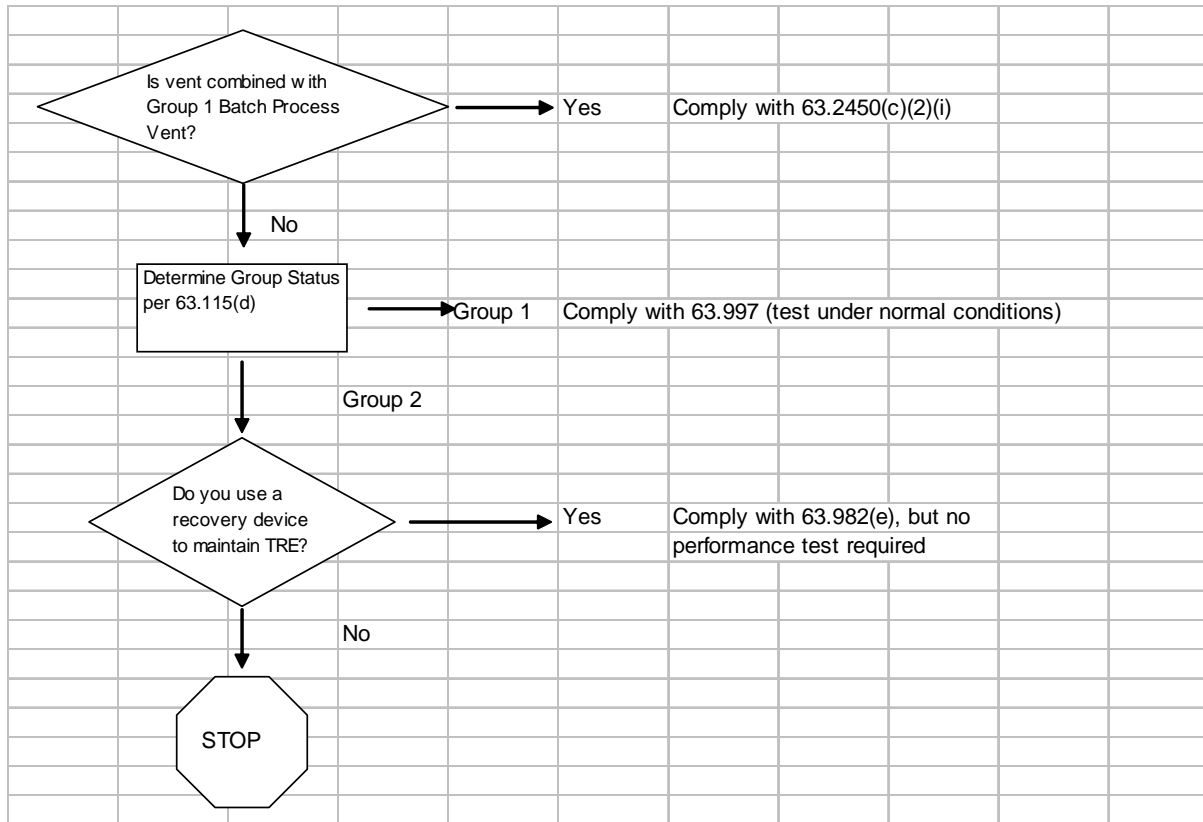 Is vent combined with
Group 1 Batch Process
Vent?
Yes
Comply with 63.2450(c)(2)(i)
No
Determine Group Status
per 63.115(d)
Group 1
Comply with 63.997 (test under normal conditions)
Group 2
Do you use a
recovery device
to maintain TRE?
Yes
Comply with 63.982(e), but no
performance test required
No
STOP